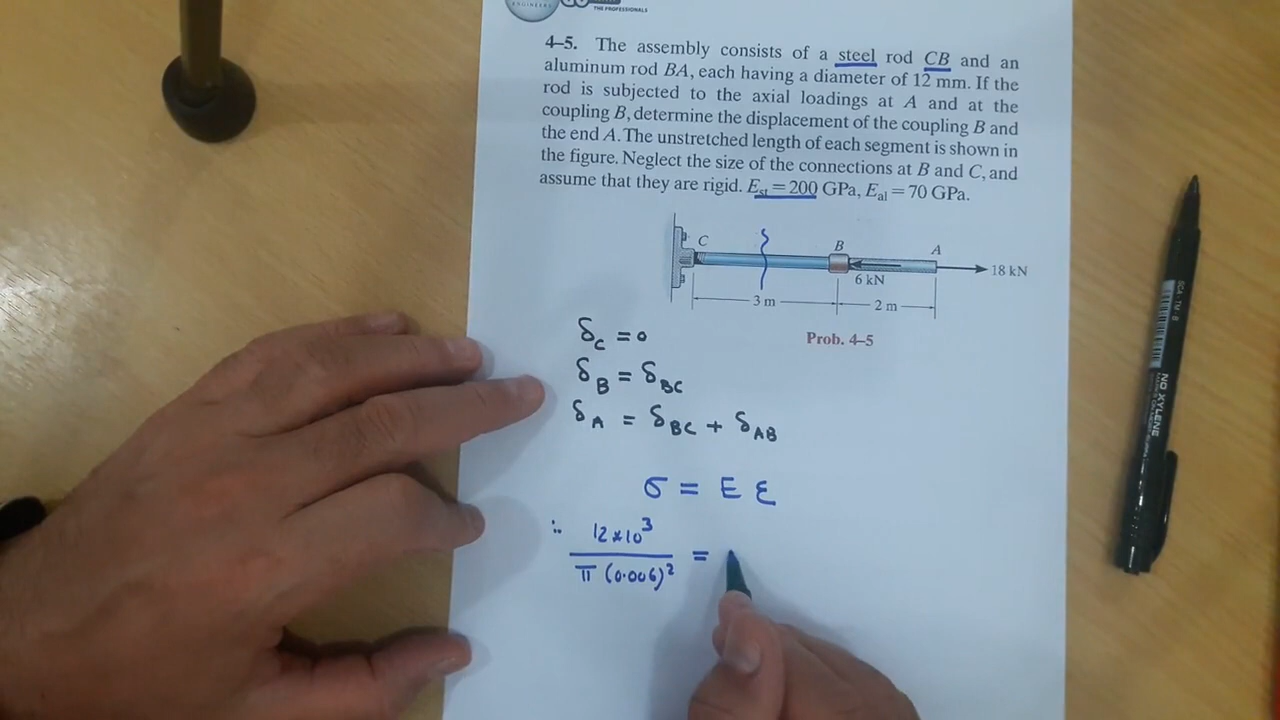 ENGINEERS
THE PROFESSIONALS
4–5. The assembly consists of a steel rod CB and an
aluminum rod BA, each having a diameter of 12 mm. If the
rod is subjected to the axial loadings at A and at the
coupling B, determine the displacement of the coupling B and
the end A. The unstretched length of each segment is shown in
the figure. Neglect the size of the connections at B and C, and
assume that they are rigid. Est = 200 GPa, Eal = 70 GPa.
C
B
A
18 kN
6 kN
3 m
2 m
Prob. 4–5
δC = 0
δB = δBC
δA = δBC + δAB
σ = E ε
∴ 12*10³ / π (0.006)² =
NO XYLENE